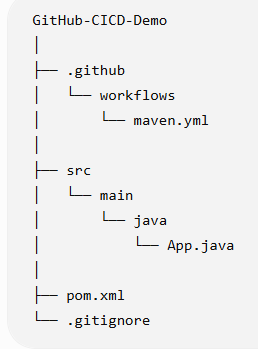 GitHub-CICD-Demo
│
├── .github
│   └── workflows
│       └── maven.yml
│
├── src
│   └── main
│       └── java
│           └── App.java
│
├── pom.xml
└── .gitignore